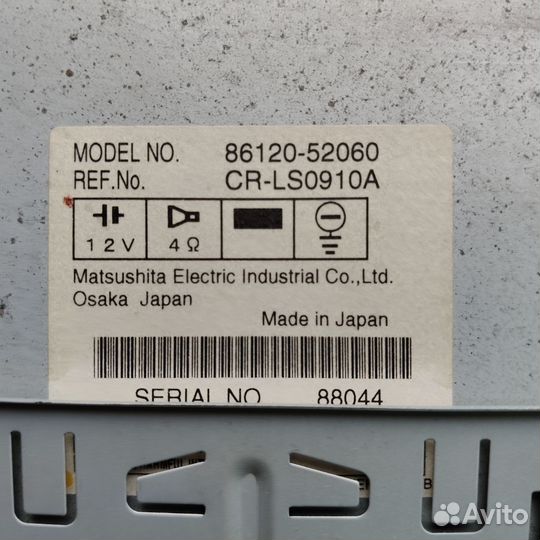 MODEL NO. 86120-52060
REF.No. CR-LS0910A
12V 4Ω
Matsushita Electric Industrial Co.,Ltd.
Osaka Japan
Made in Japan
SERIAL NO 88044
Avito